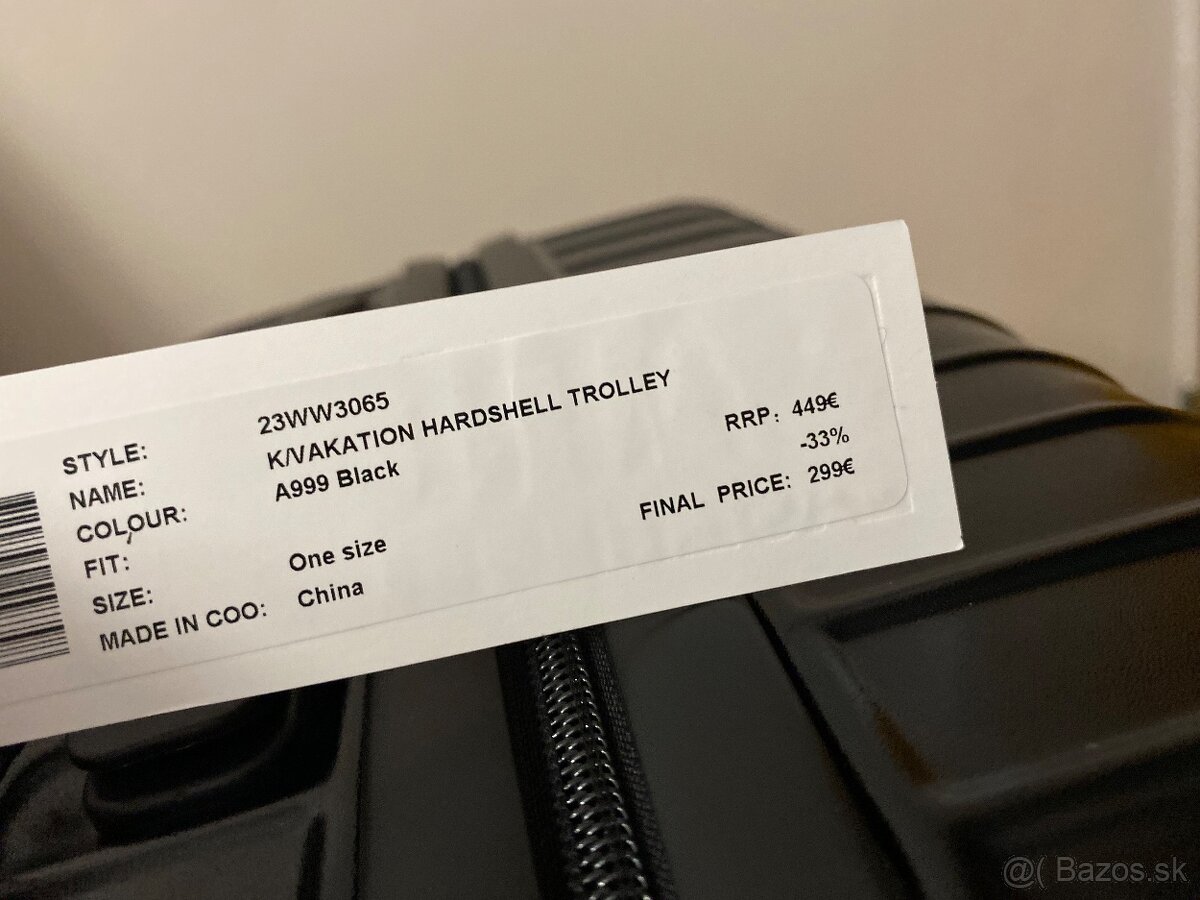 STYLE: 23WW3065
NAME: K/VAKATION HARDSHELL TROLLEY
COLOUR: A999 Black
FIT:
SIZE: One size
MADE IN COO: China
RRP: 449€
-33%
FINAL PRICE: 299€
@( Bazos.sk